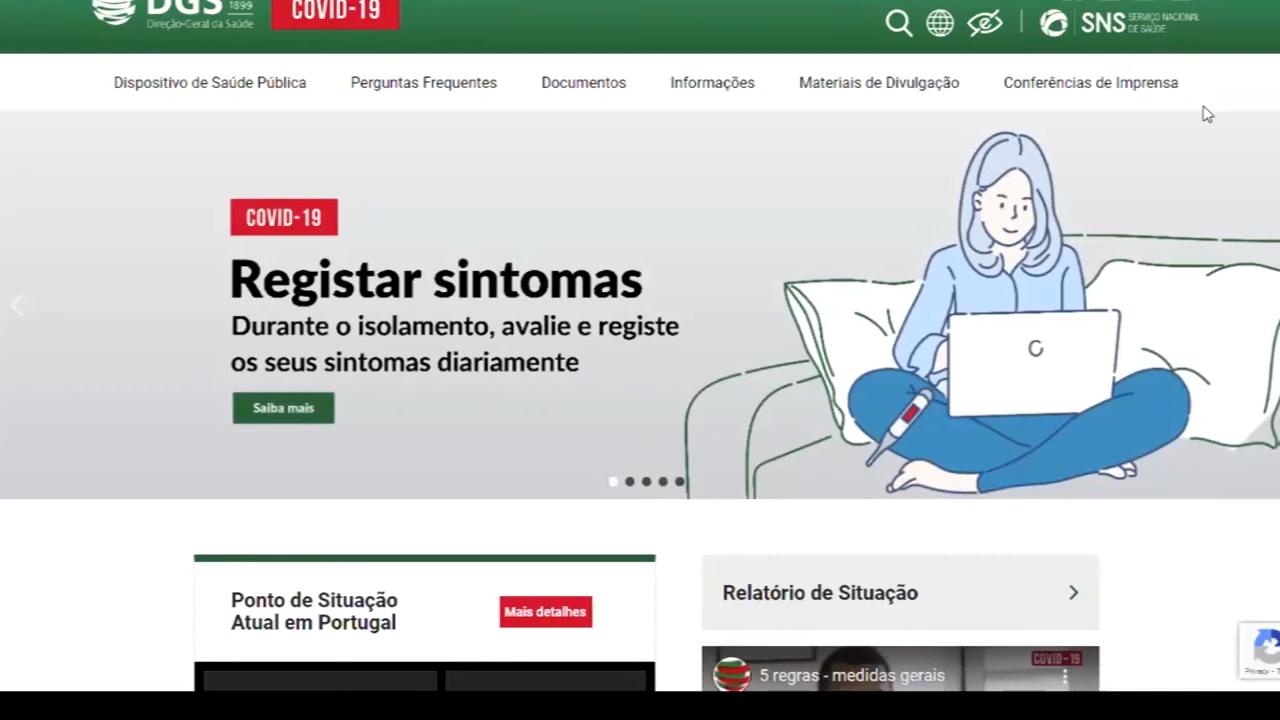 DGS 1899
Direção-Geral da Saúde
COVID-19
SNS SERVIÇO NACIONAL
DE SAÚDE
Dispositivo de Saúde Pública
Perguntas Frequentes
Documentos
Informações
Materiais de Divulgação
Conferências de Imprensa
COVID-19
Registar sintomas
Durante o isolamento, avalie e registe
os seus sintomas diariamente
Saiba mais
Ponto de Situação
Atual em Portugal
Mais detalhes
Relatório de Situação
COVID-19
5 regras - medidas gerais
Privacy